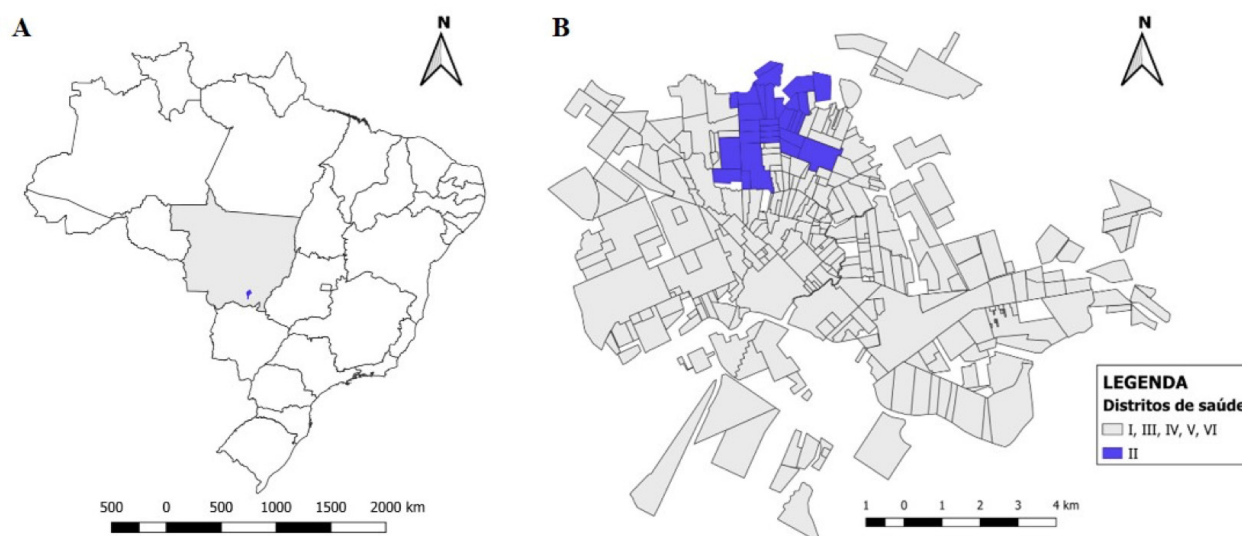 A
N
500 0 500 1000 1500 2000 km
B
N
LEGENDA
Distritos de saúde
I, III, IV, V, VI
II
1 0 1 2 3 4 km